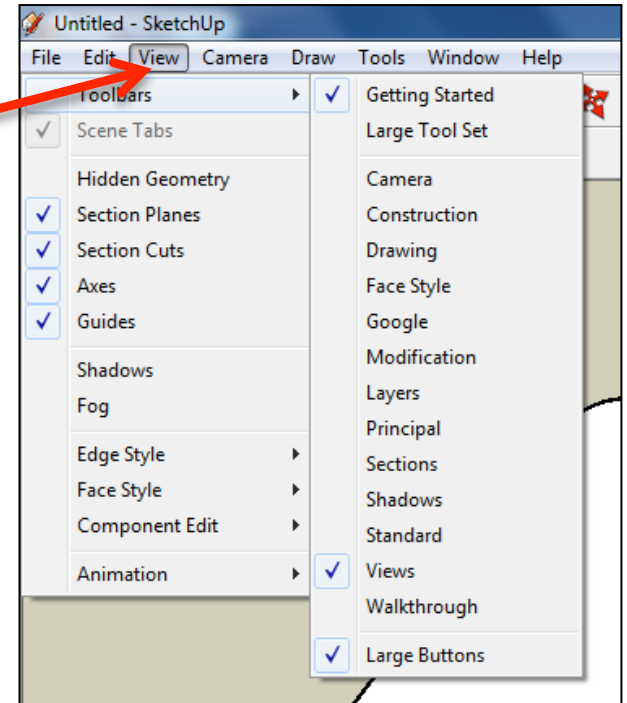 Untitled - SketchUp
File Edit View Camera Draw Tools Window Help
Toolbars
Scene Tabs
Hidden Geometry
Section Planes
Section Cuts
Axes
Guides
Shadows
Fog
Edge Style
Face Style
Component Edit
Animation
Getting Started
Large Tool Set
Camera
Construction
Drawing
Face Style
Google
Modification
Layers
Principal
Sections
Shadows
Standard
Views
Walkthrough
Large Buttons